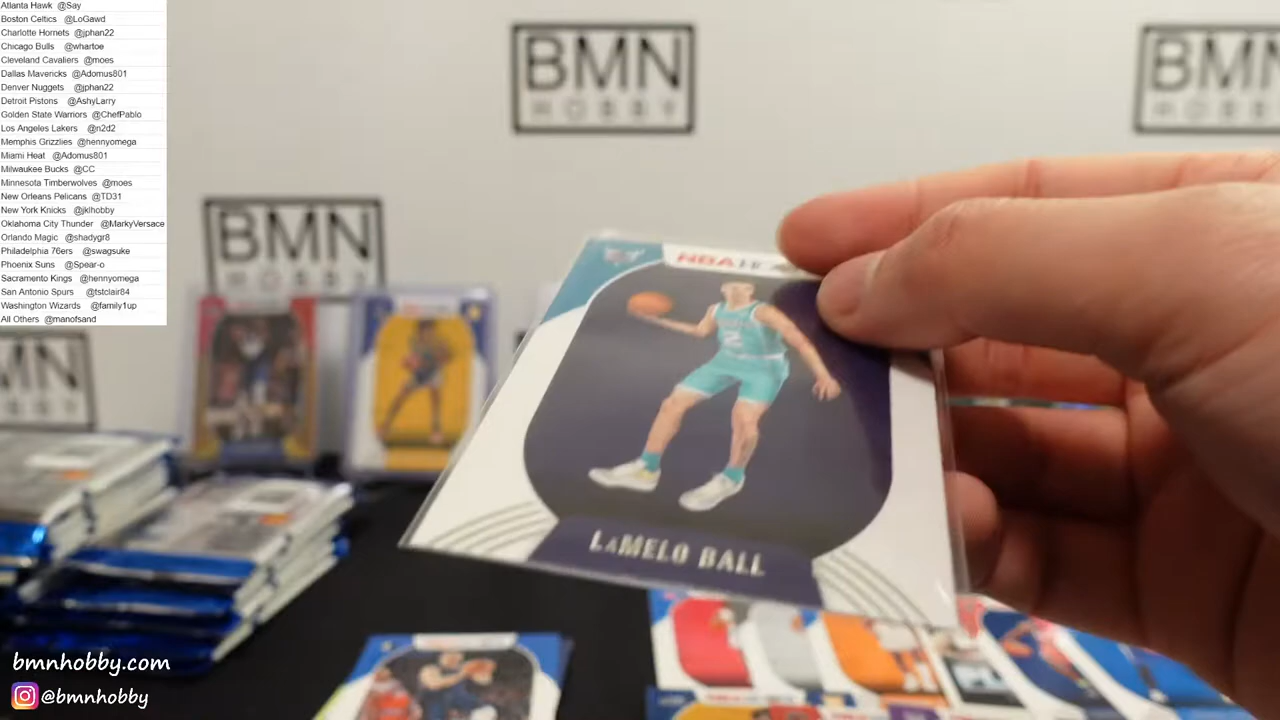 Atlanta Hawk @Say
Boston Celtics @LoGawd
Charlotte Hornets @jphan22
Chicago Bulls @whartoe
Cleveland Cavaliers @moes
Dallas Mavericks @Adomus801
Denver Nuggets @jphan22
Detroit Pistons @AshyLarry
Golden State Warriors @ChefPablo
Los Angeles Lakers @n2d2
Memphis Grizzlies @hennyomega
Miami Heat @Adomus801
Milwaukee Bucks @CC
Minnesota Timberwolves @moes
New Orleans Pelicans @TD31
New York Knicks @jklhobby
Oklahoma City Thunder @MarkyVersace
Orlando Magic @shadygr8
Philadelphia 76ers @swagsuke
Phoenix Suns @Spear-o
Sacramento Kings @hennyomega
San Antonio Spurs @tstclair84
Washington Wizards @family1up
All Others @manofsand
BMN
HOBBY
BMN
BMN
HOBBY
NBA
2
LAMELO BALL
bmnhobby.com
@bmnhobby